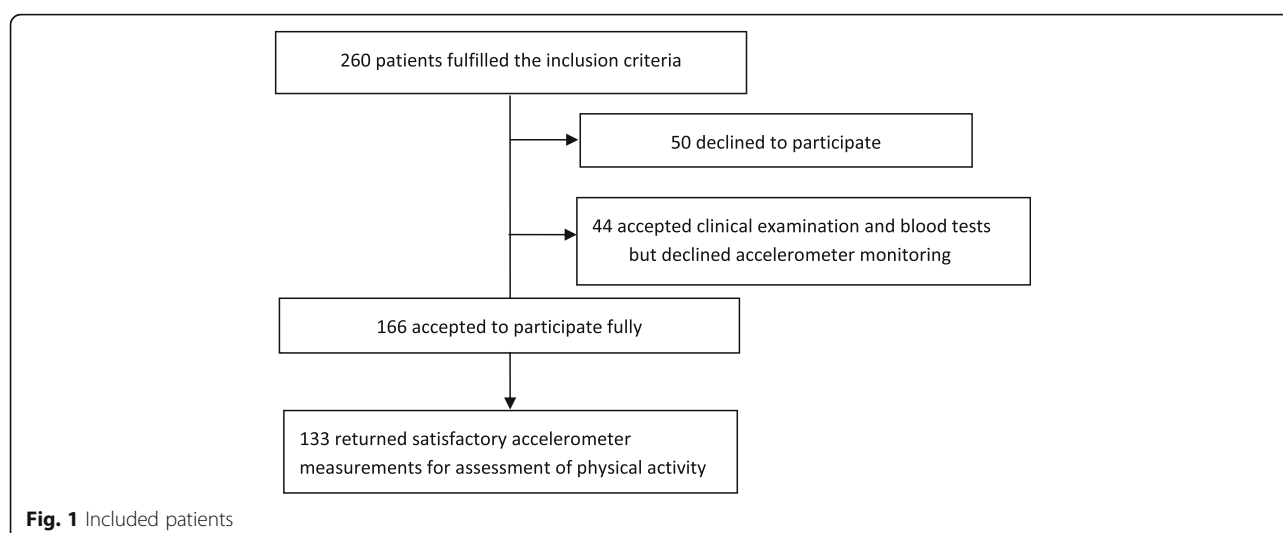 260 patients fulfilled the inclusion criteria
50 declined to participate
44 accepted clinical examination and blood tests
but declined accelerometer monitoring
166 accepted to participate fully
133 returned satisfactory accelerometer
measurements for assessment of physical activity
Fig. 1 Included patients